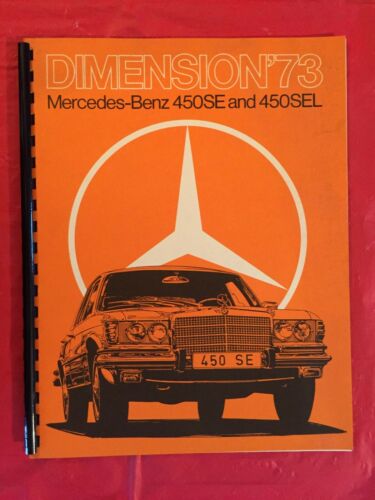 DIMENSION'73
Mercedes-Benz 450SE and 450SEL
450 SE